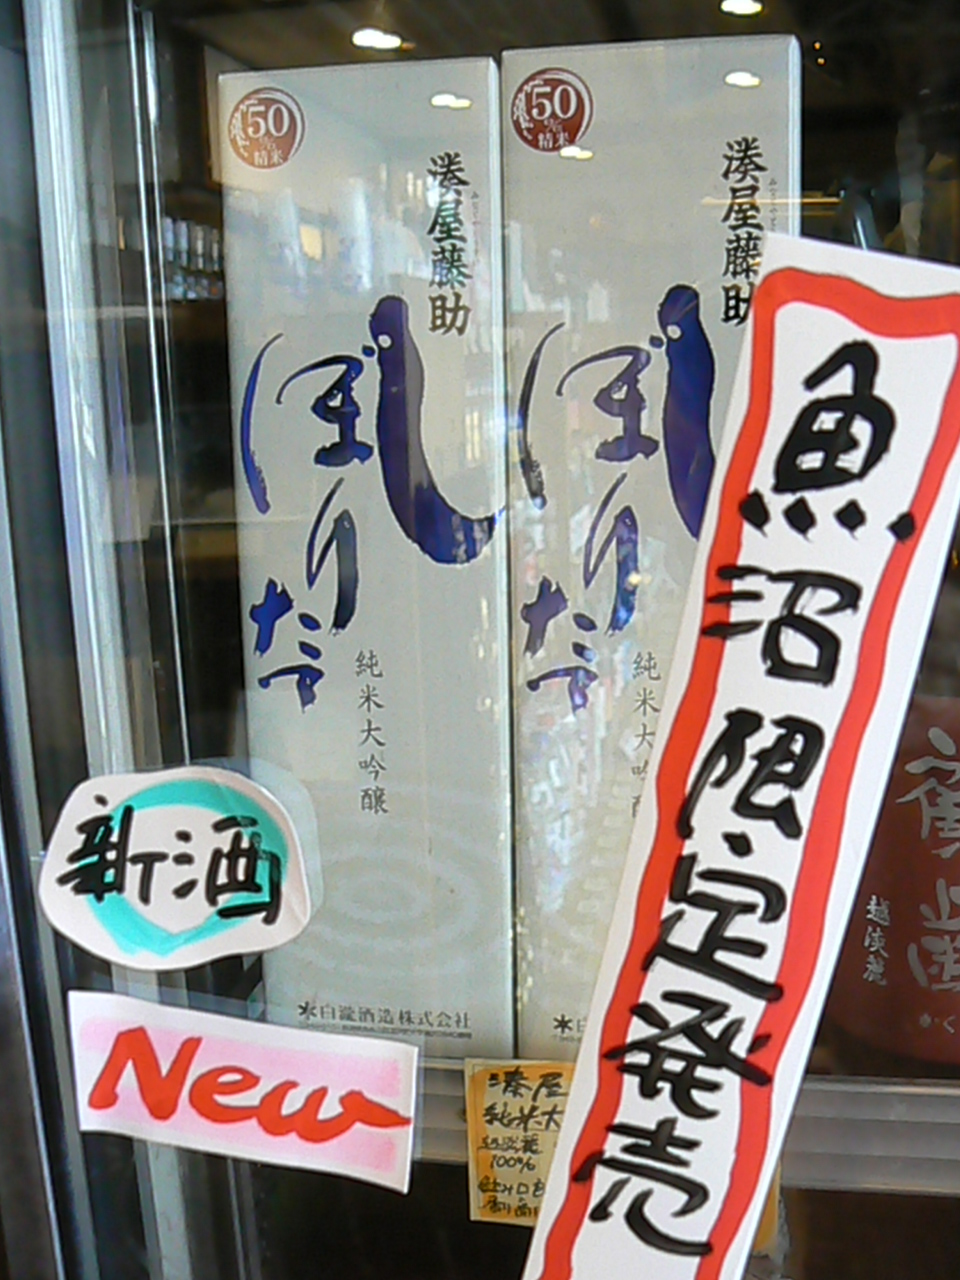 50
%
精米
湊屋藤助
しぼり
たて
純米大吟醸
白瀧酒造株式会社
50
%
精米
湊屋藤助
しぼり
たて
純米大吟
魚沼限定発売
新酒
New
湊屋
純米大
越淡麗
100%
越淡麗